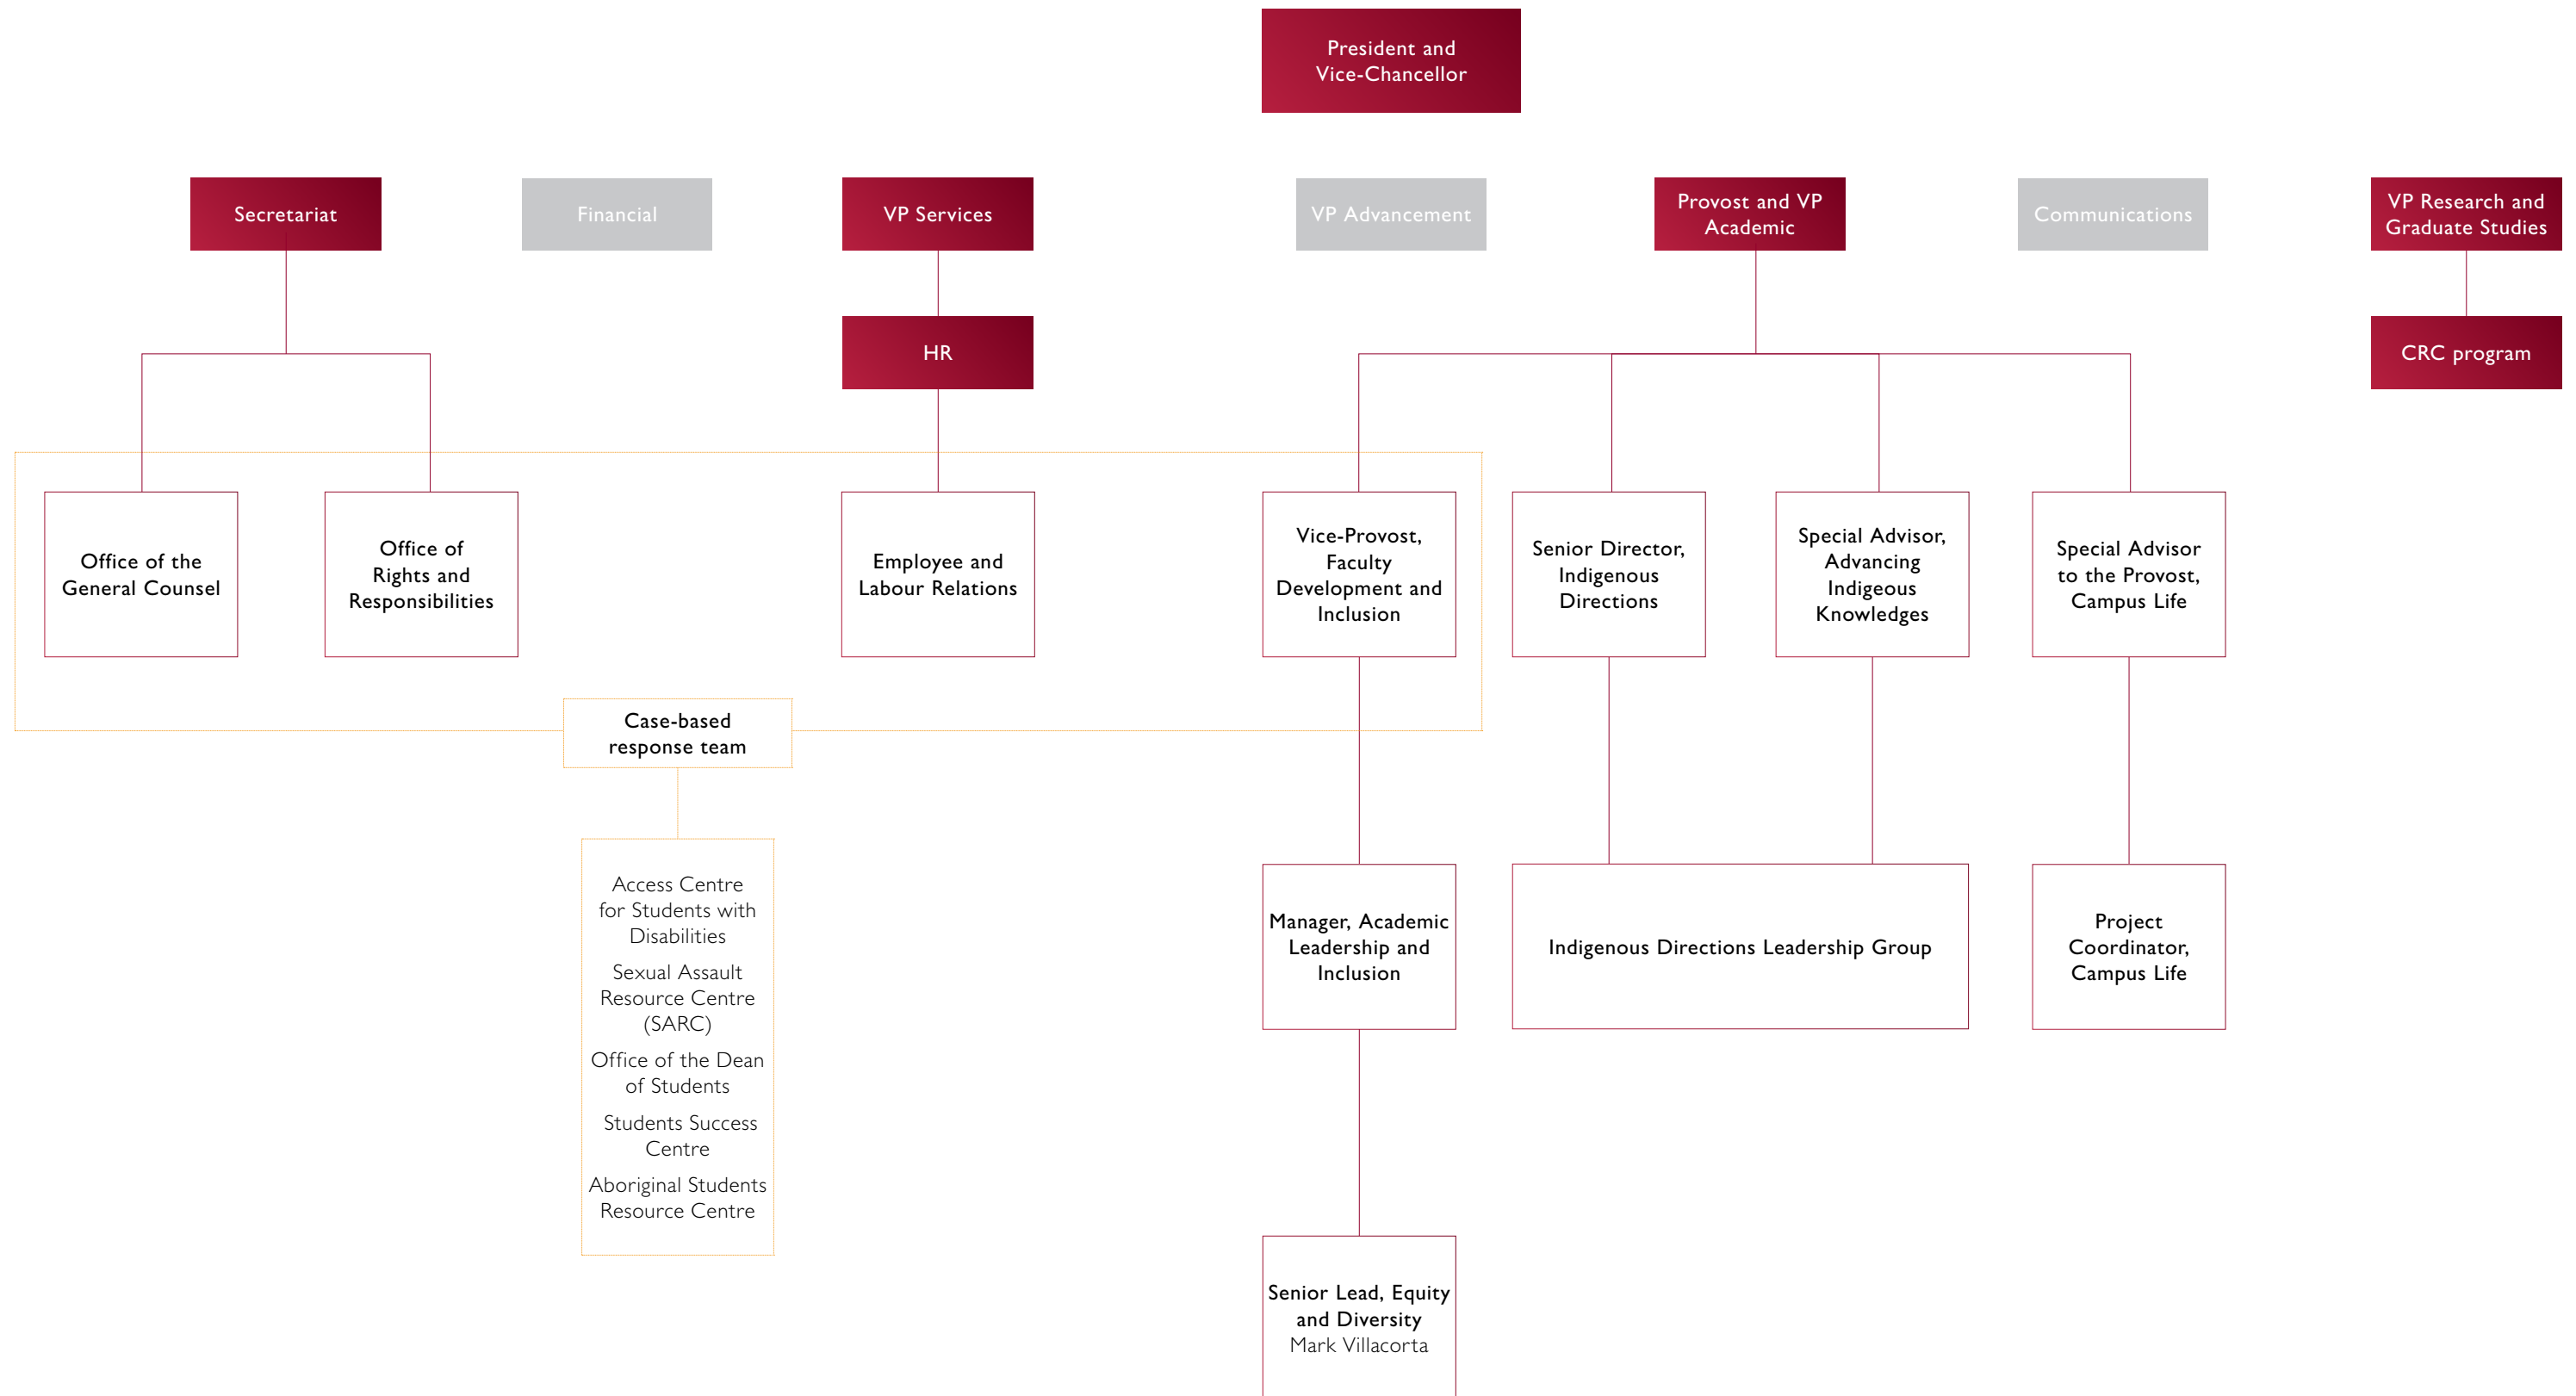 President and
Vice-Chancellor
Secretariat
Financial
VP Services
VP Advancement
Provost and VP
Academic
Communications
VP Research and
Graduate Studies
HR
CRC program
Office of the
General Counsel
Office of
Rights and
Responsibilities
Employee and
Labour Relations
Vice-Provost,
Faculty
Development and
Inclusion
Senior Director,
Indigenous
Directions
Special Advisor,
Advancing
Indigeous
Knowledges
Special Advisor
to the Provost,
Campus Life
Case-based
response team
Access Centre
for Students with
Disabilities
Sexual Assault
Resource Centre
(SARC)
Office of the Dean
of Students
Students Success
Centre
Aboriginal Students
Resource Centre
Manager, Academic
Leadership and
Inclusion
Indigenous Directions Leadership Group
Project
Coordinator,
Campus Life
Senior Lead, Equity
and Diversity
Mark Villacorta